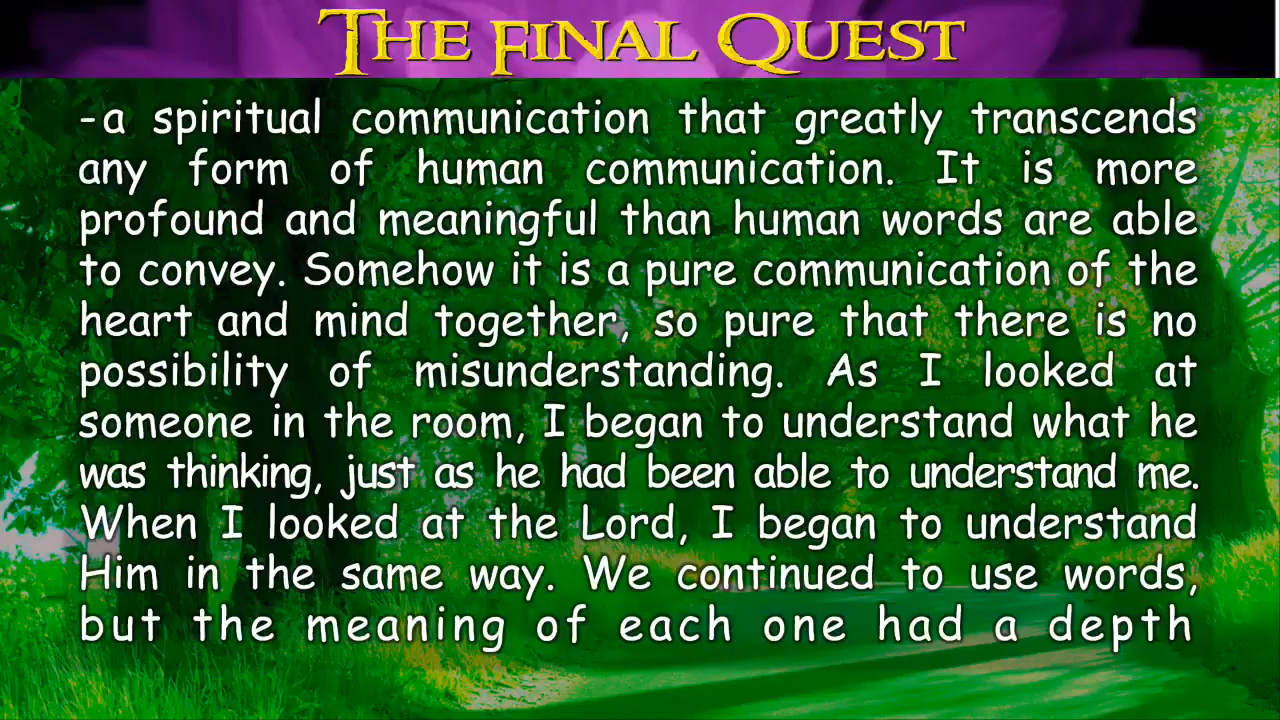 THE FINAL QUEST
-a spiritual communication that greatly transcends
any form of human communication. It is more
profound and meaningful than human words are able
to convey. Somehow it is a pure communication of the
heart and mind together, so pure that there is no
possibility of misunderstanding. As I looked at
someone in the room, I began to understand what he
was thinking, just as he had been able to understand me.
When I looked at the Lord, I began to understand
Him in the same way. We continued to use words,
but the meaning of each one had a depth